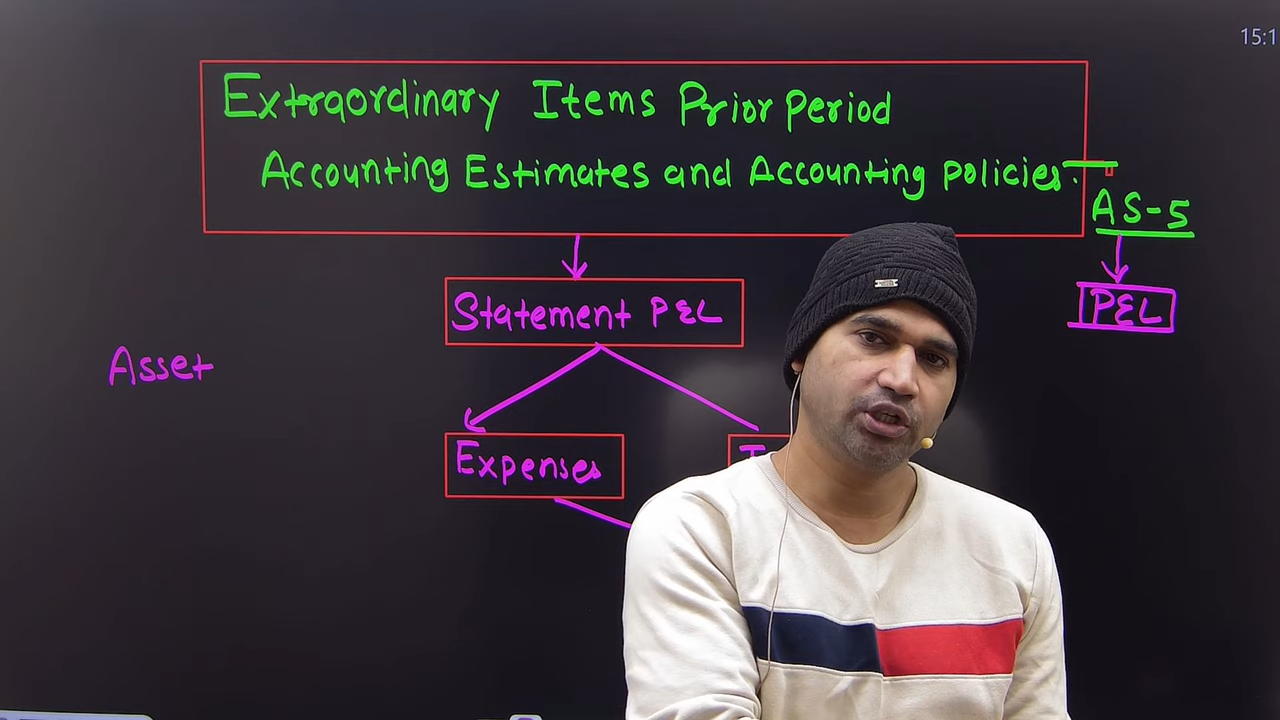 15:1
Extraordinary Items Prior Period
Accounting Estimates and Accounting policies.
AS-5
Statement P&L
P&L
Asset
Expenses